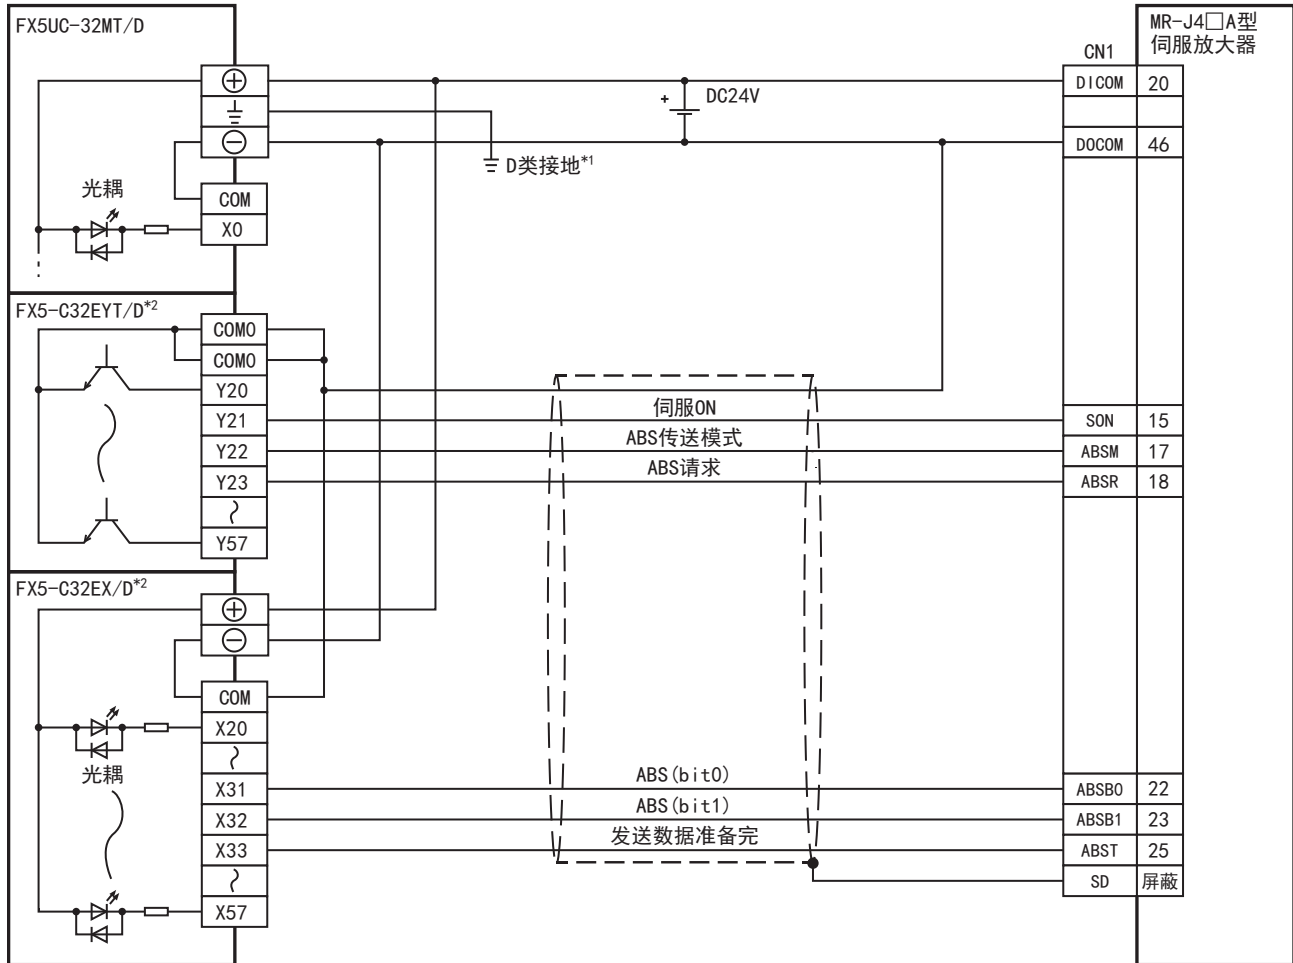 FX5UC-32MT/D
MR-J4□A型
伺服放大器
CN1
DICOM 20
+ DC24V
DOCOM 46
D类接地*1
光耦
COM
X0
FX5-C32EYT/D*2
COM0
COM0
Y20
Y21 伺服ON SON 15
Y22 ABS传送模式 ABSM 17
Y23 ABS请求 ABSR 18
Y57
FX5-C32EX/D*2
COM
X20
光耦
X31 ABS(bit0) ABSB0 22
X32 ABS(bit1) ABSB1 23
X33 发送数据准备完 ABST 25
SD 屏蔽
X57